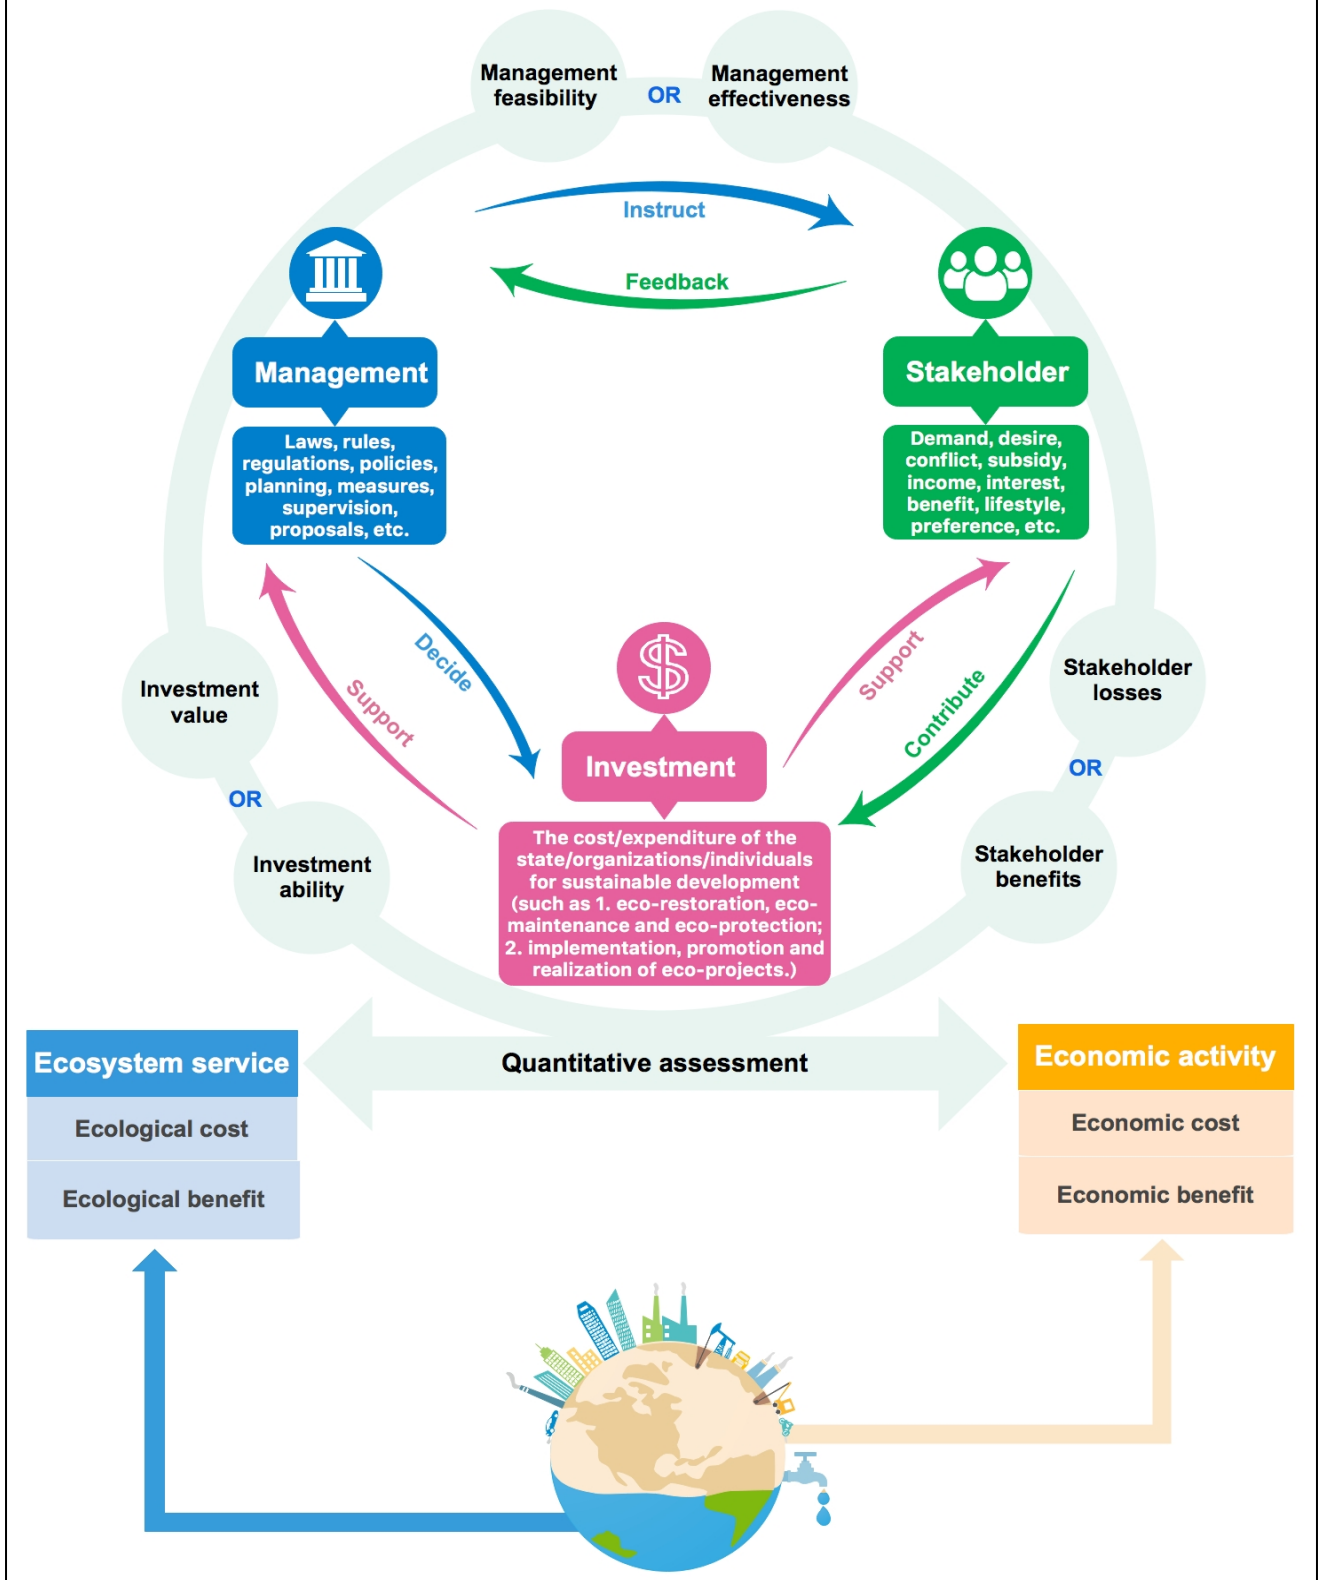 Management
feasibility
OR
Management
effectiveness
Instruct
Feedback
Management
Laws, rules,
regulations, policies,
planning, measures,
supervision,
proposals, etc.
Stakeholder
Demand, desire,
conflict, subsidy,
income, interest,
benefit, lifestyle,
preference, etc.
Decide
Support
Support
Contribute
Investment
value
OR
Investment
ability
Stakeholder
losses
OR
Stakeholder
benefits
Investment
The cost/expenditure of the
state/organizations/individuals
for sustainable development
(such as 1. eco-restoration, eco-
maintenance and eco-protection;
2. implementation, promotion and
realization of eco-projects.)
Ecosystem service
Ecological cost
Ecological benefit
Quantitative assessment
Economic activity
Economic cost
Economic benefit